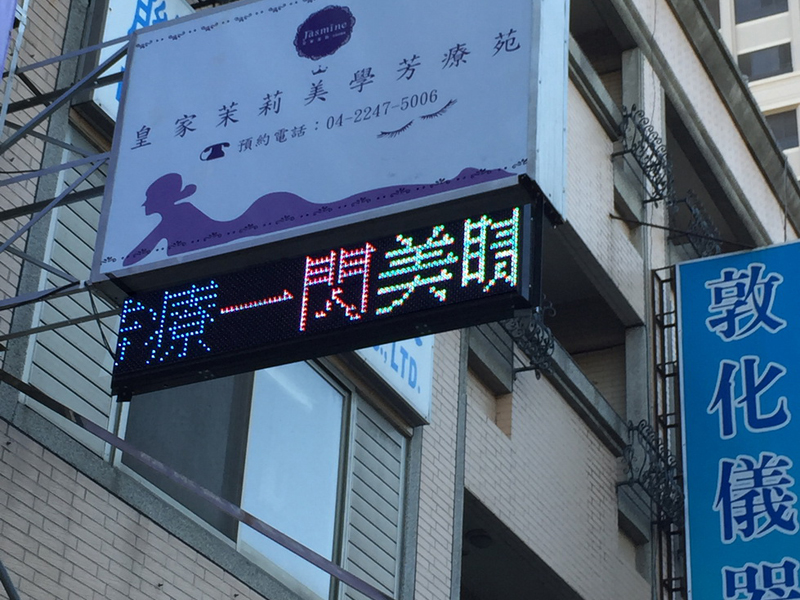 Jasmine
皇家茉莉美學芳療苑
預約電話：04-2247-5006
療一閃美睛
LTD.
敦化儀器